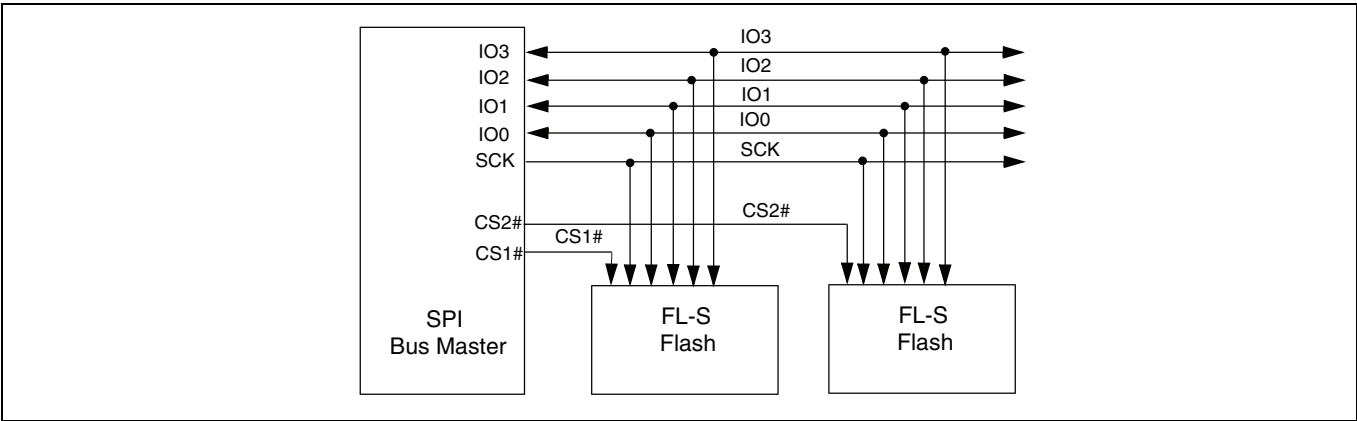 IO3
IO3
IO2
IO2
IO1
IO1
IO0
IO0
SCK
SCK
CS2#
CS2#
CS1#
CS1#
SPI
Bus Master
FL-S
Flash
FL-S
Flash